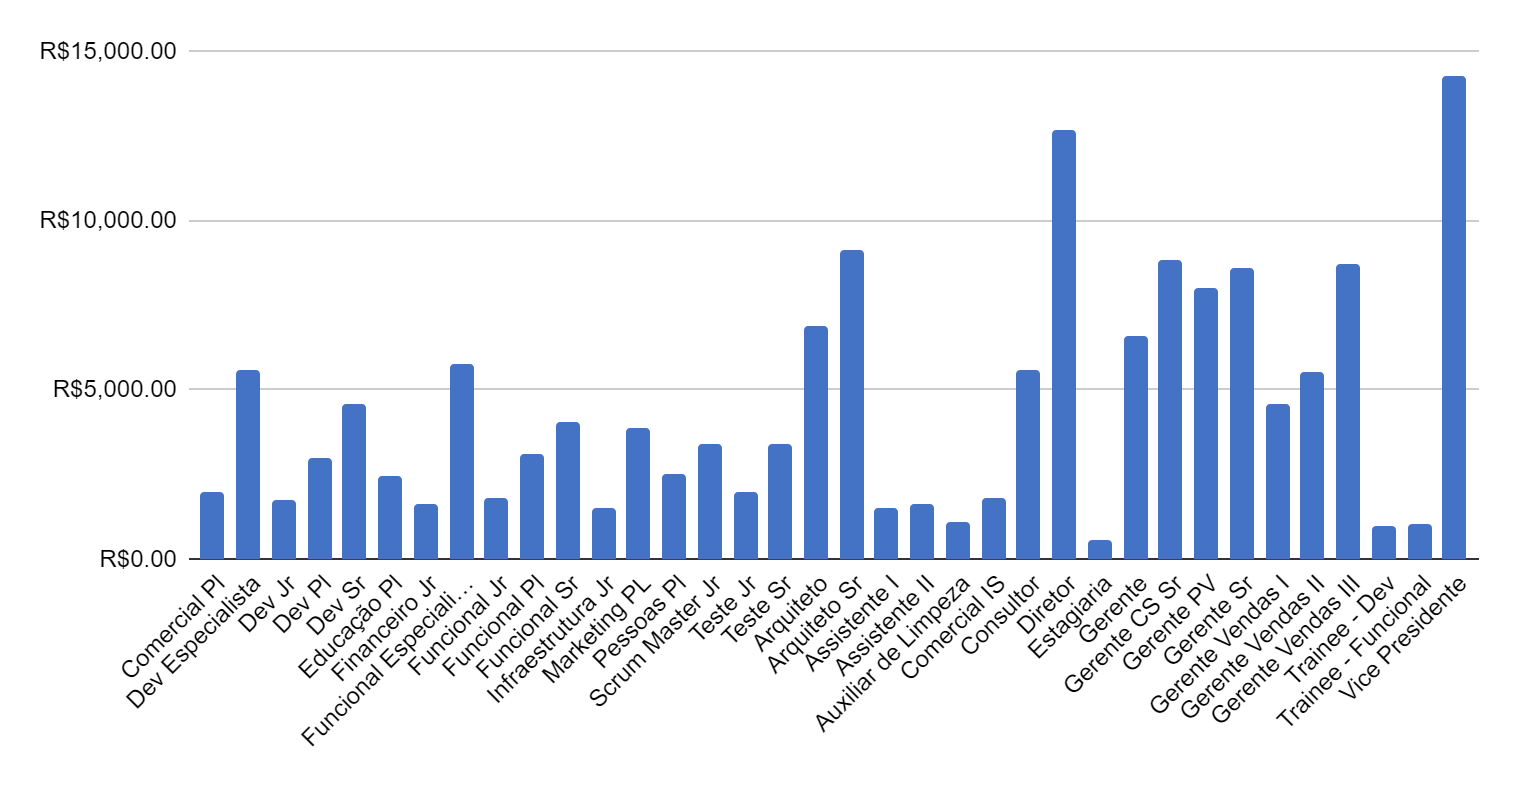 R$15,000.00
R$10,000.00
R$5,000.00
R$0.00
Comercial Pl
Dev Especialista
Dev Jr
Dev Pl
Dev Sr
Educação Pl
Financeiro Jr
Funcional Especiali…
Funcional Jr
Funcional Pl
Funcional Sr
Infraestrutura Jr
Marketing PL
Pessoas Pl
Scrum Master Jr
Teste Jr
Teste Sr
Arquiteto
Arquiteto Sr
Assistente I
Assistente II
Auxiliar de Limpeza
Comercial IS
Consultor
Diretor
Estagiaria
Gerente
Gerente CS Sr
Gerente PV
Gerente Sr
Gerente Vendas I
Gerente Vendas II
Gerente Vendas III
Trainee - Dev
Trainee - Funcional
Vice Presidente